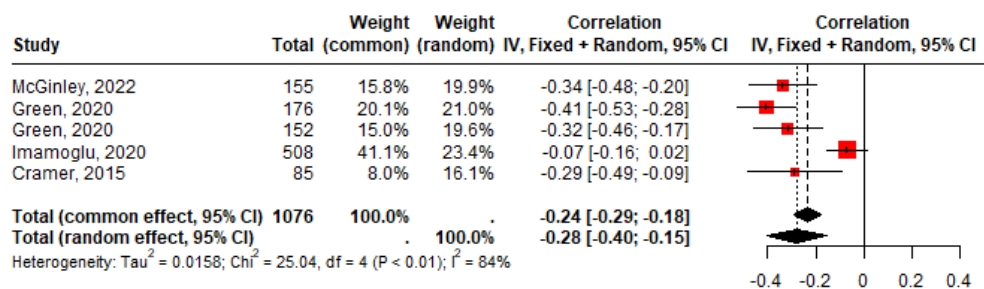 Weight Weight Correlation Correlation
Study Total (common) (random) IV, Fixed + Random, 95% CI IV, Fixed + Random, 95% CI
McGinley, 2022 155 15.8% 19.9% -0.34 [-0.48; -0.20]
Green, 2020 176 20.1% 21.0% -0.41 [-0.53; -0.28]
Green, 2020 152 15.0% 19.6% -0.32 [-0.46; -0.17]
Imamoglu, 2020 508 41.1% 23.4% -0.07 [-0.16; 0.02]
Cramer, 2015 85 8.0% 16.1% -0.29 [-0.49; -0.09]
Total (common effect, 95% CI) 1076 100.0% . -0.24 [-0.29; -0.18]
Total (random effect, 95% CI) . 100.0% -0.28 [-0.40; -0.15]
Heterogeneity: Tau² = 0.0158; Chi² = 25.04, df = 4 (P < 0.01); I² = 84%
-0.4 -0.2 0 0.2 0.4